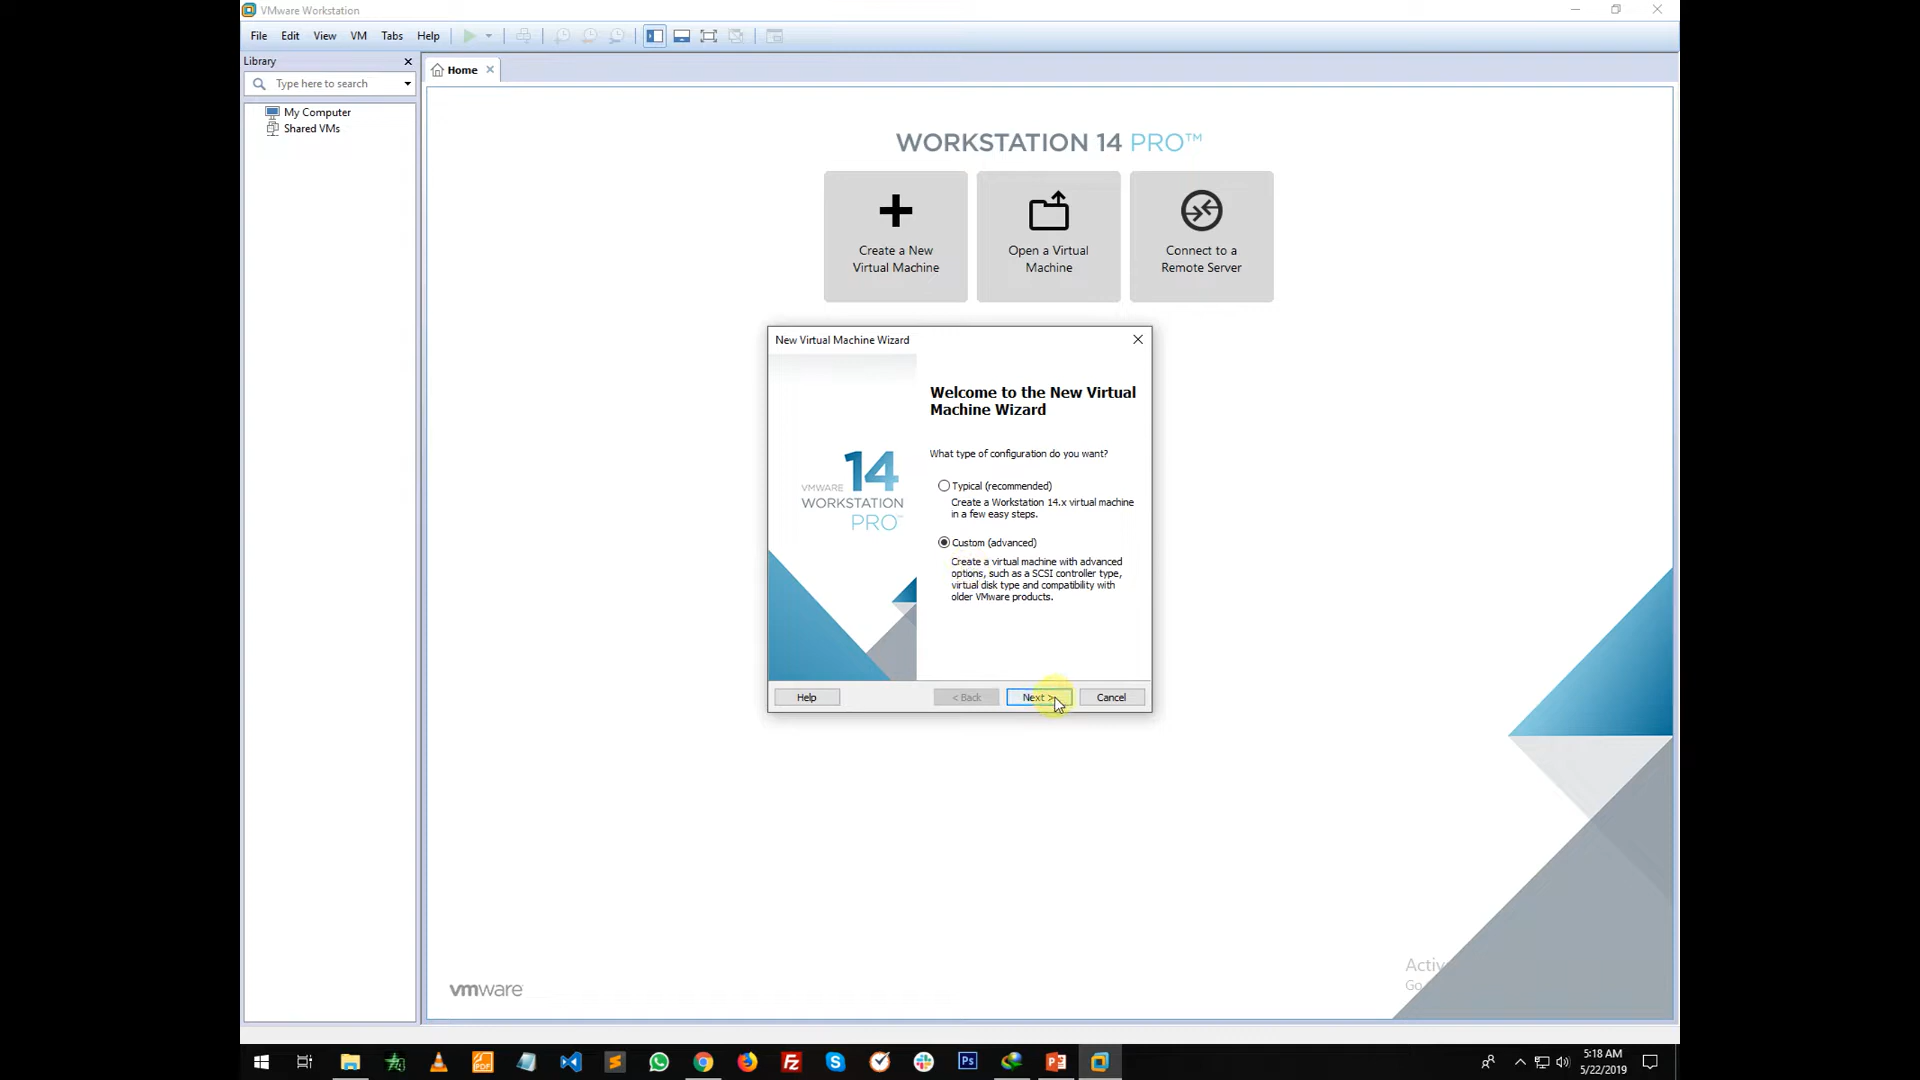 VMware Workstation
File Edit View VM Tabs Help
Library
Home
Type here to search
My Computer
Shared VMs
WORKSTATION 14 PRO™
Create a New
Virtual Machine
Open a Virtual
Machine
Connect to a
Remote Server
New Virtual Machine Wizard
Welcome to the New Virtual
Machine Wizard
What type of configuration do you want?
Typical (recommended)
Create a Workstation 14.x virtual machine
in a few easy steps.
Custom (advanced)
Create a virtual machine with advanced
options, such as a SCSI controller type,
virtual disk type and compatibility with
older VMware products.
14
VMWARE
WORKSTATION
PRO™
Help
< Back
Next >
Cancel
vmware
Activ
Go
PDF
Ps
5:18 AM
5/22/2019